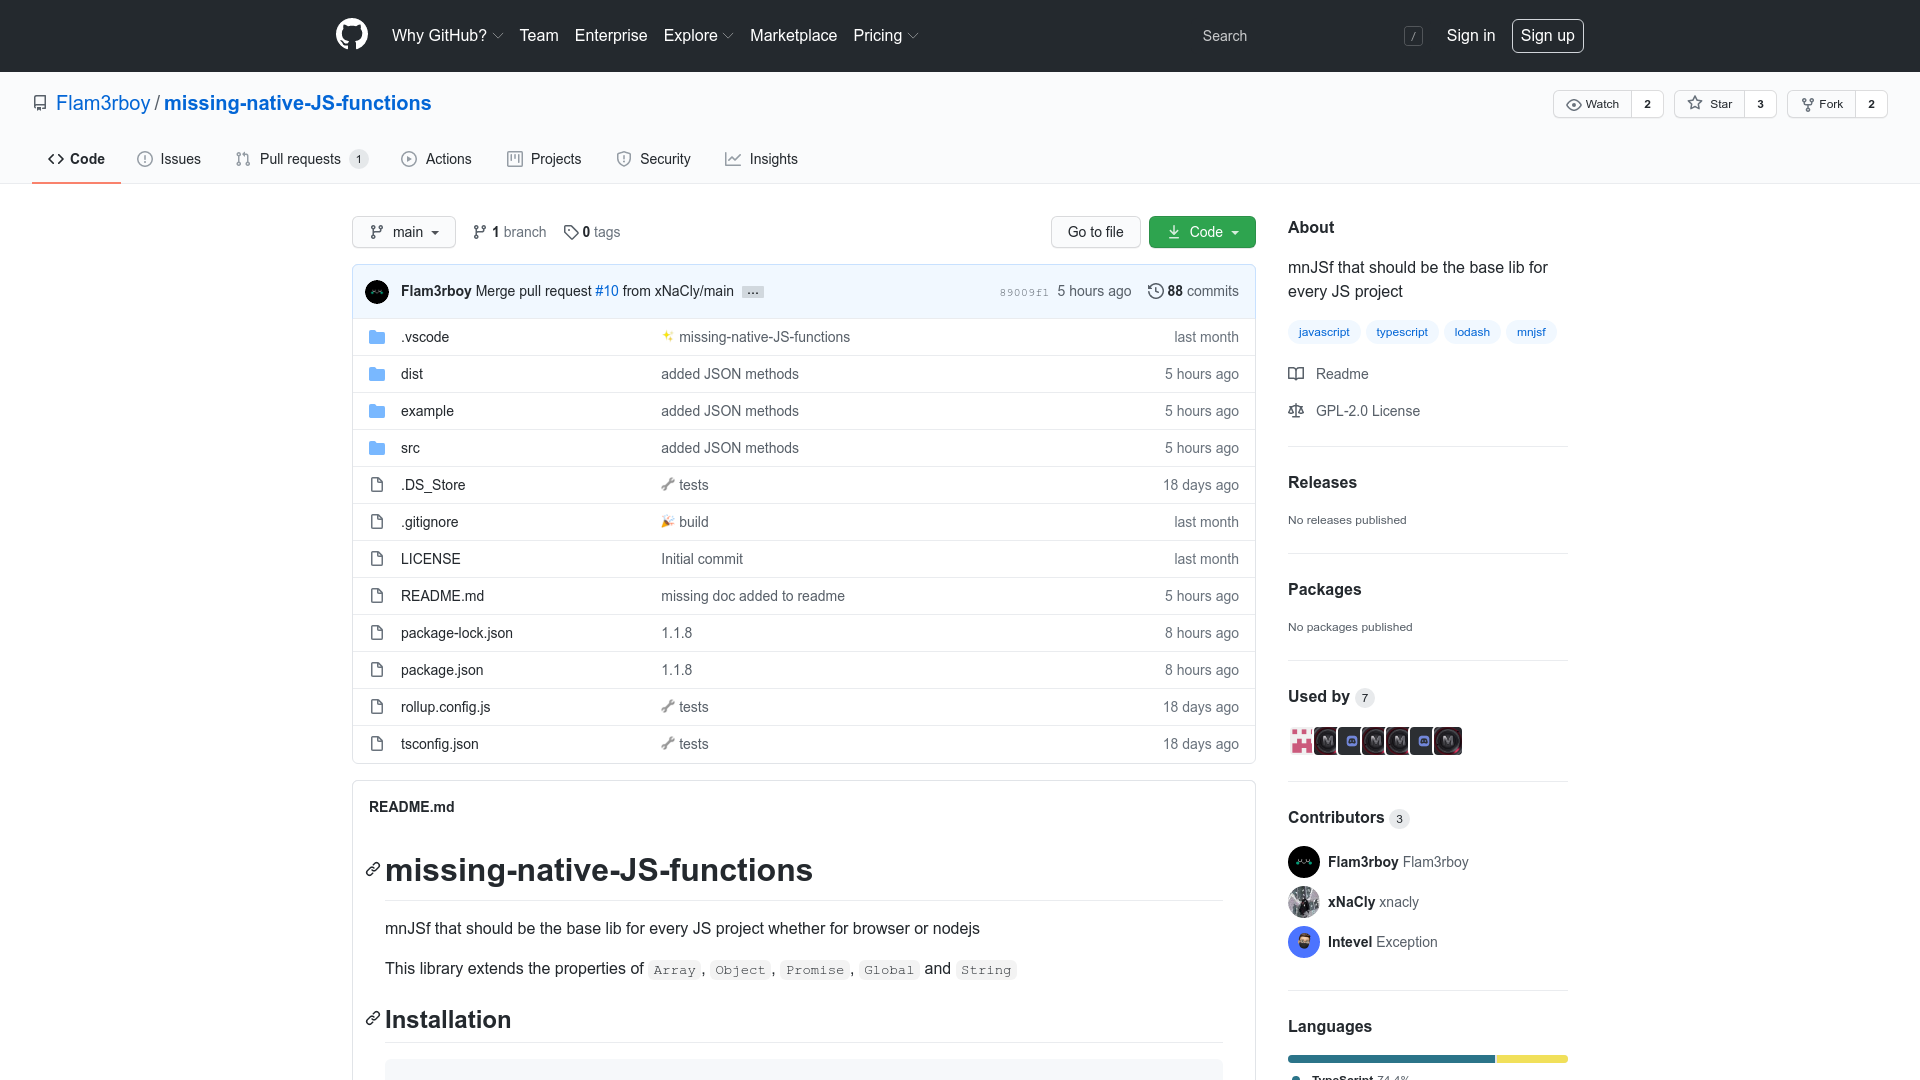 Why GitHub? Team Enterprise Explore Marketplace Pricing Search / Sign in Sign up
Flam3rboy / missing-native-JS-functions Watch 2 Star 3 Fork 2
Code Issues Pull requests 1 Actions Projects Security Insights
main 1 branch 0 tags Go to file Code
Flam3rboy Merge pull request #10 from xNaCly/main … 89009f1 5 hours ago 88 commits
.vscode missing-native-JS-functions last month
dist added JSON methods 5 hours ago
example added JSON methods 5 hours ago
src added JSON methods 5 hours ago
.DS_Store tests 18 days ago
.gitignore build last month
LICENSE Initial commit last month
README.md missing doc added to readme 5 hours ago
package-lock.json 1.1.8 8 hours ago
package.json 1.1.8 8 hours ago
rollup.config.js tests 18 days ago
tsconfig.json tests 18 days ago
README.md
missing-native-JS-functions
mnJSf that should be the base lib for every JS project whether for browser or nodejs
This library extends the properties of Array, Object, Promise, Global and String
Installation
About
mnJSf that should be the base lib for
every JS project
javascript typescript lodash mnjsf
Readme
GPL-2.0 License
Releases
No releases published
Packages
No packages published
Used by 7
Contributors 3
Flam3rboy Flam3rboy
xNaCly xnacly
Intevel Exception
Languages
TypeScript 74.4%